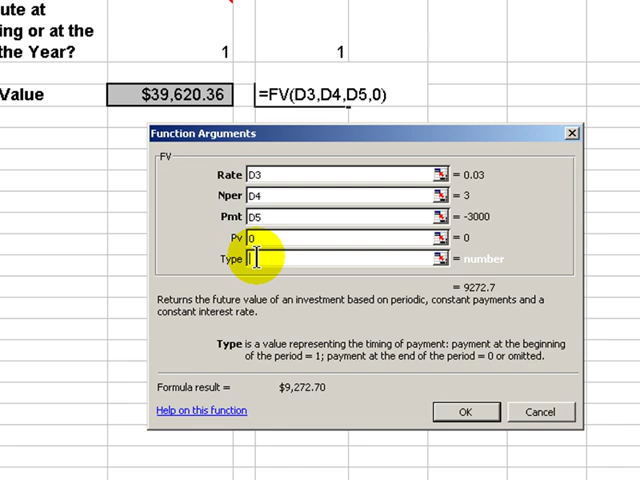 ute at
ing or at the
the Year?
1
1
Value
$39,620.36
=FV(D3,D4,D5,0)
Function Arguments
FV
Rate D3 = 0.03
Nper D4 = 3
Pmt D5 = -3000
Pv 0 = 0
Type = number
= 9272.7
Returns the future value of an investment based on periodic, constant payments and a
constant interest rate.
Type is a value representing the timing of payment: payment at the beginning
of the period = 1; payment at the end of the period = 0 or omitted.
Formula result = $9,272.70
Help on this function
OK
Cancel